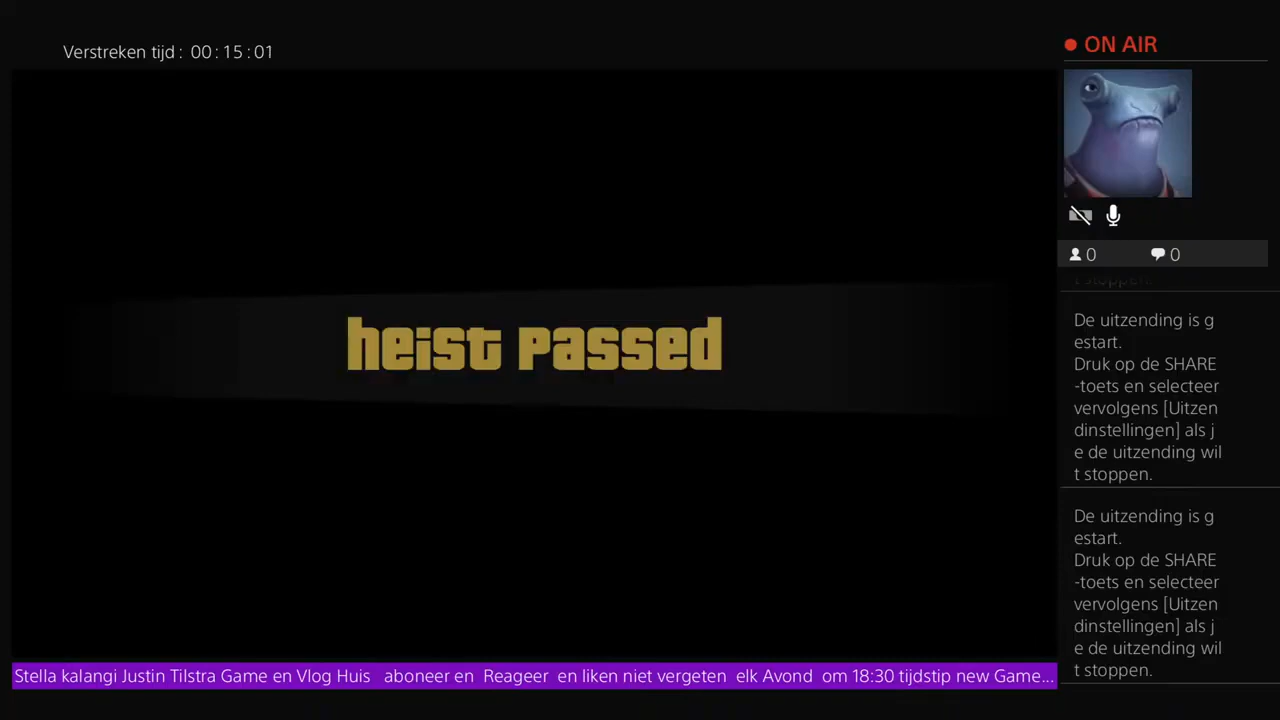 Verstreken tijd : 00 : 15 : 01
ON AIR
0 0
heist passed
De uitzending is g
estart.
Druk op de SHARE
-toets en selecteer
vervolgens [Uitzen
dinstellingen] als j
e de uitzending wil
t stoppen.
De uitzending is g
estart.
Druk op de SHARE
-toets en selecteer
vervolgens [Uitzen
dinstellingen] als j
e de uitzending wil
t stoppen.
Stella kalangi Justin Tilstra Game en Vlog Huis aboneer en Reageer en liken niet vergeten elk Avond om 18:30 tijdstip new Game...